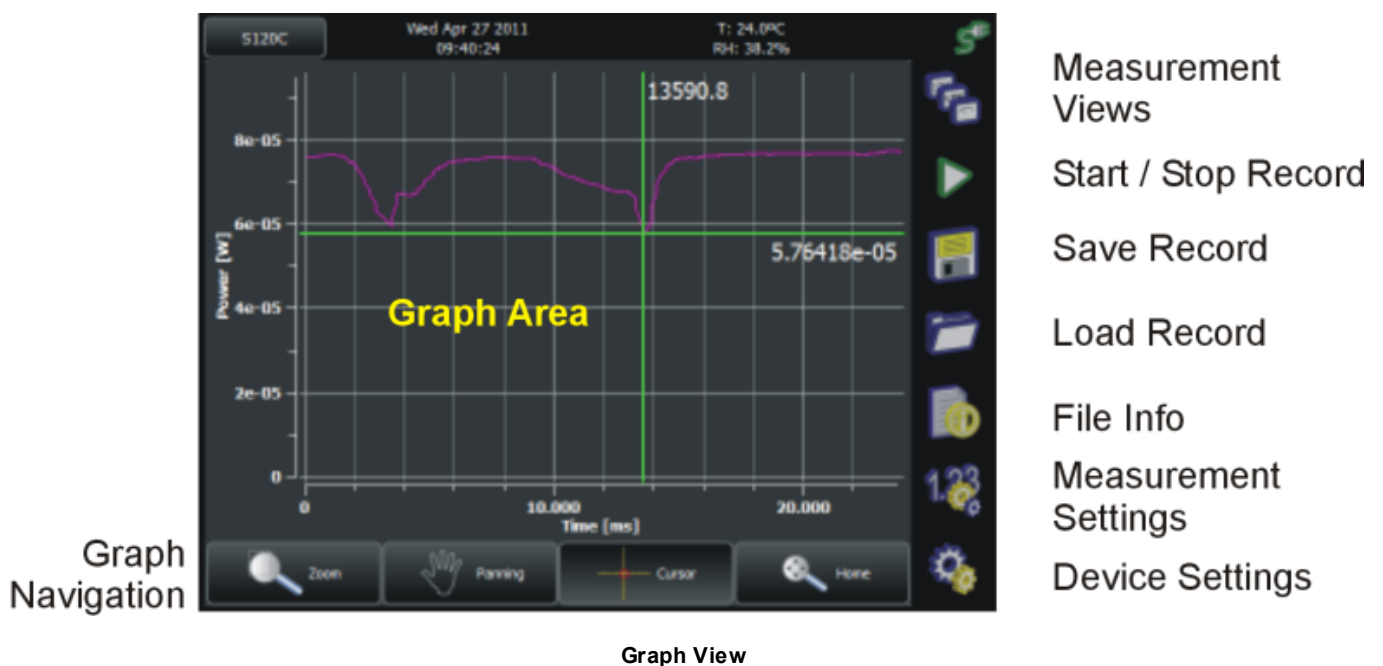 S120C
Wed Apr 27 2011
09:40:24
T: 24.0ºC
RH: 38.2%
Measurement
Views
Start / Stop Record
Save Record
Load Record
File Info
1.23
Measurement
Settings
Device Settings
13590.8
5.76418e-05
Graph Area
Power [W]
8e-05
6e-05
4e-05
2e-05
0
0
10.000
20.000
Time [ms]
Graph
Navigation
Zoom
Panning
Cursor
Home
Graph View